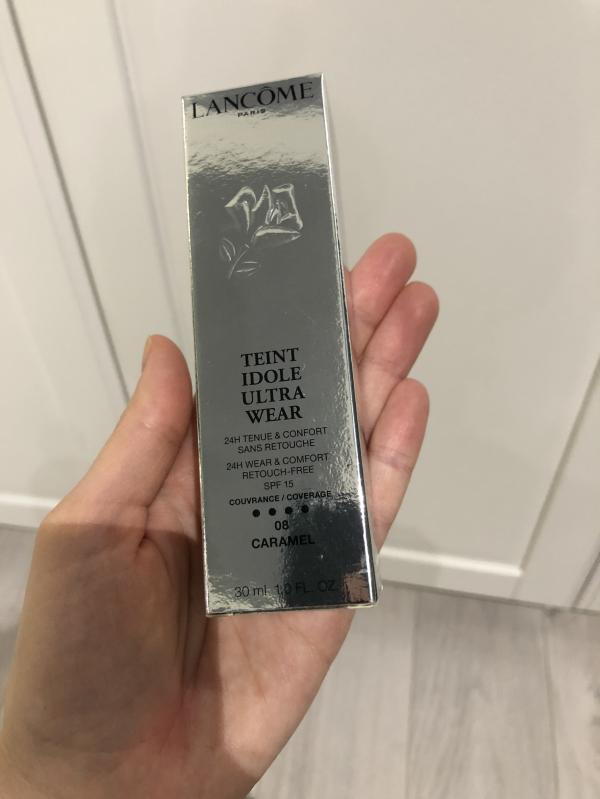 LANCÔME
PARIS
TEINT
IDOLE
ULTRA
WEAR
24H TENUE & CONFORT
SANS RETOUCHE
24H WEAR & COMFORT
RETOUCH-FREE
SPF 15
COUVRANCE / COVERAGE
08
CARAMEL
30 ml 1.0 FL. OZ.